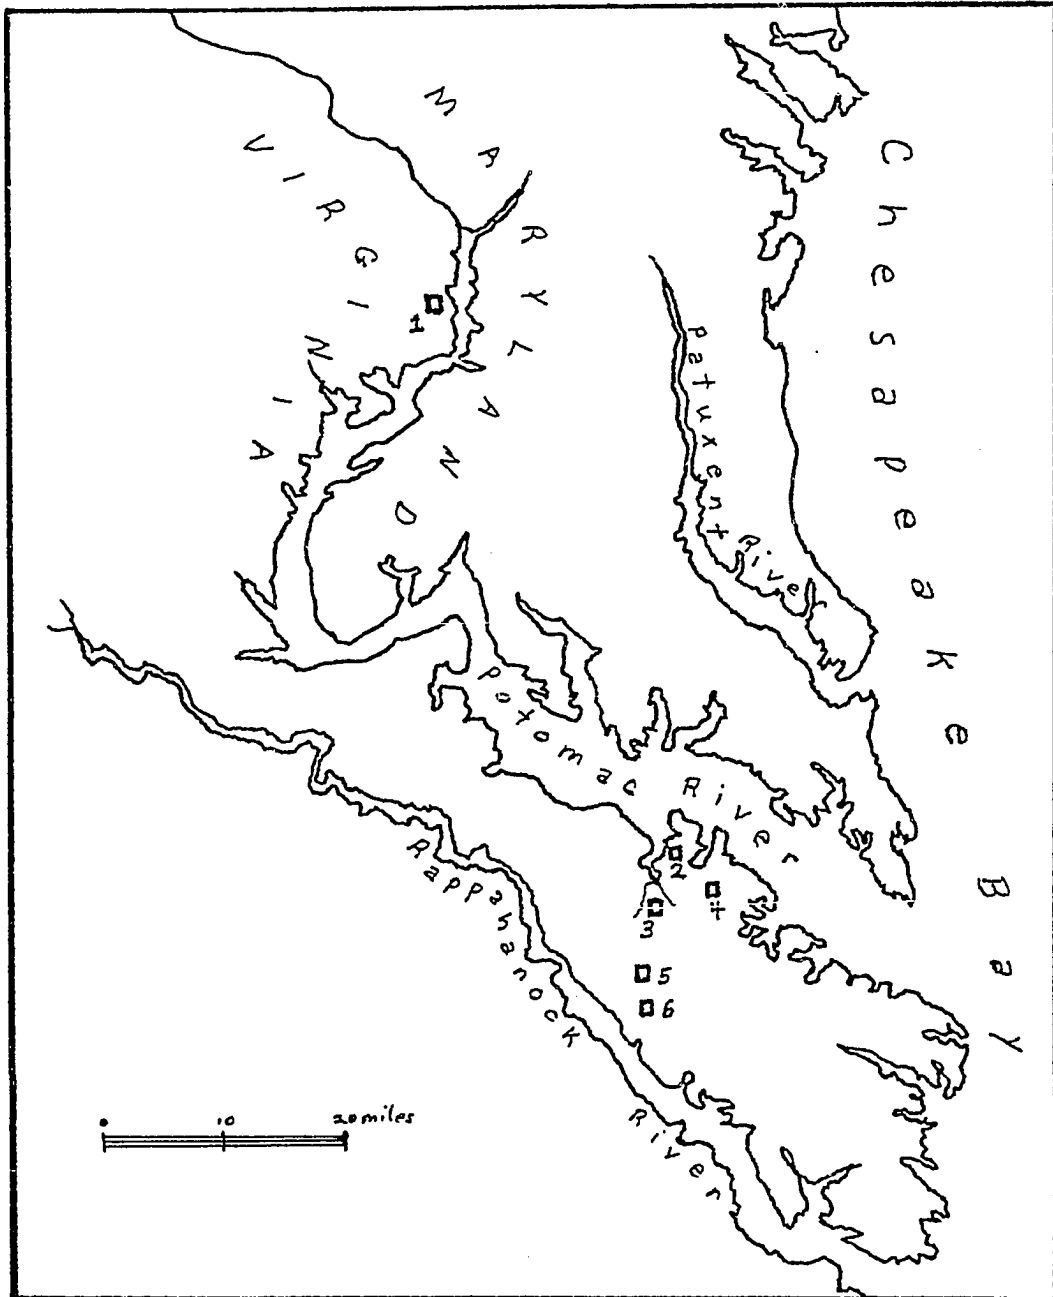 MARYLAND
VIRGINIA
Chesapeake Bay
Patuxent River
1
Potomac River
2
4
3
5
6
Rappahanock River
0 10 20 miles